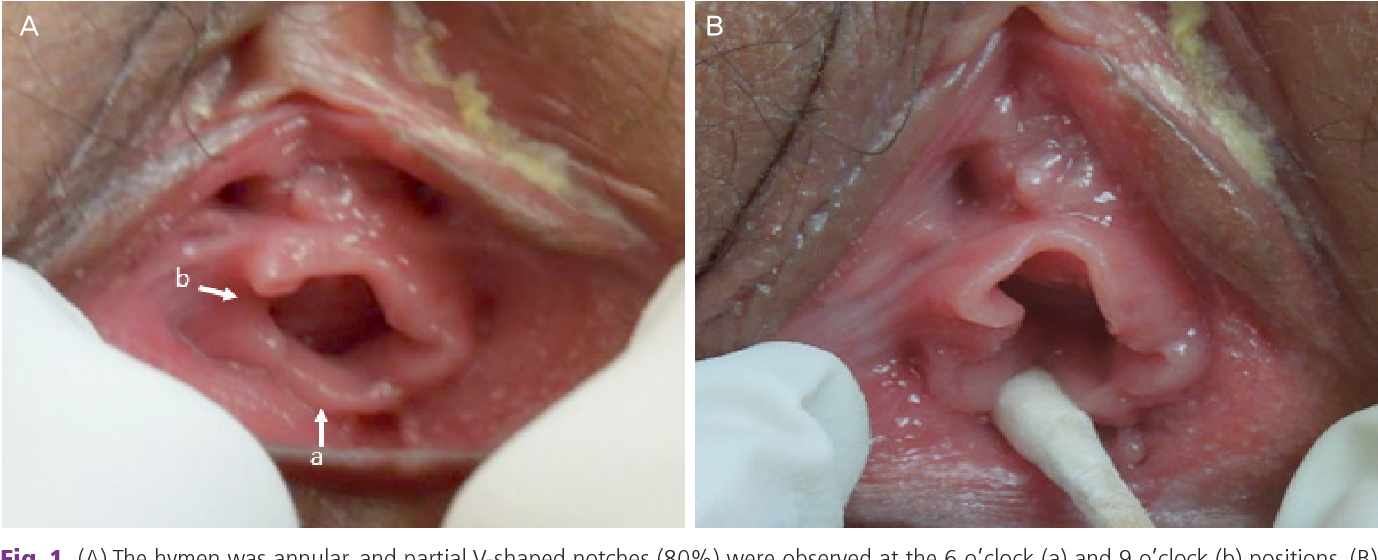 A
B
b
a
Fig. 1. (A) The hymen was annular, and partial V-shaped notches (80%) were observed at the 6 o'clock (a) and 9 o'clock (b) positions. (B)